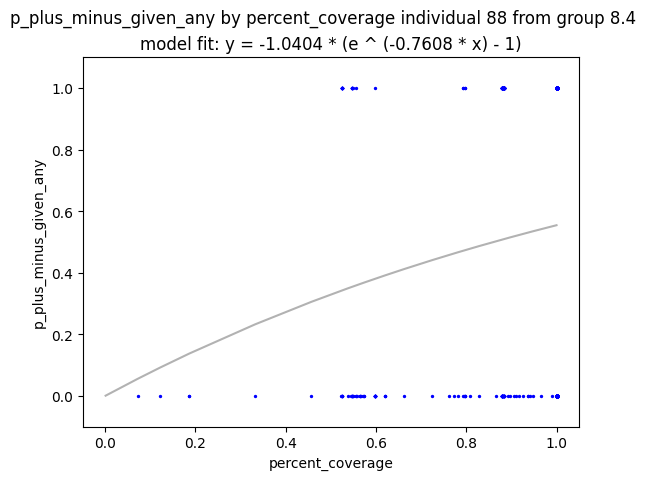 p_plus_minus_given_any by percent_coverage individual 88 from group 8.4
model fit: y = -1.0404 * (e ^ (-0.7608 * x) - 1)
1.0
0.8
0.6
0.4
0.2
0.0
p_plus_minus_given_any
0.0 0.2 0.4 0.6 0.8 1.0
percent_coverage